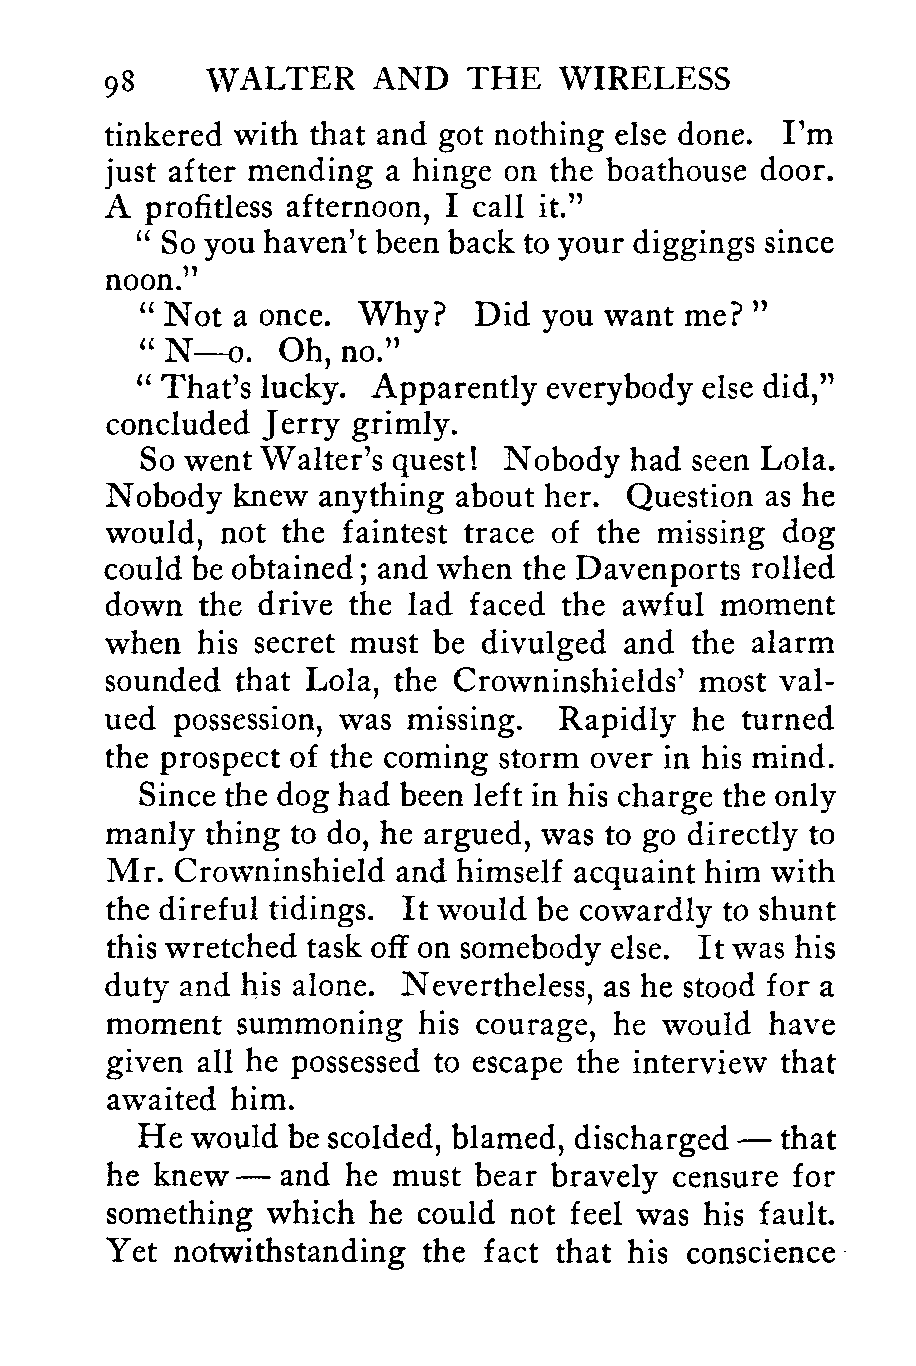 98 WALTER AND THE WIRELESS
tinkered with that and got nothing else done. I'm
just after mending a hinge on the boathouse door.
A profitless afternoon, I call it."
" So you haven't been back to your diggings since
noon."
" Not a once. Why? Did you want me? "
" N—o. Oh, no."
" That's lucky. Apparently everybody else did,"
concluded Jerry grimly.
So went Walter's quest! Nobody had seen Lola.
Nobody knew anything about her. Question as he
would, not the faintest trace of the missing dog
could be obtained; and when the Davenports rolled
down the drive the lad faced the awful moment
when his secret must be divulged and the alarm
sounded that Lola, the Crowninshields' most val-
ued possession, was missing. Rapidly he turned
the prospect of the coming storm over in his mind.
Since the dog had been left in his charge the only
manly thing to do, he argued, was to go directly to
Mr. Crowninshield and himself acquaint him with
the direful tidings. It would be cowardly to shunt
this wretched task off on somebody else. It was his
duty and his alone. Nevertheless, as he stood for a
moment summoning his courage, he would have
given all he possessed to escape the interview that
awaited him.
He would be scolded, blamed, discharged — that
he knew — and he must bear bravely censure for
something which he could not feel was his fault.
Yet notwithstanding the fact that his conscience